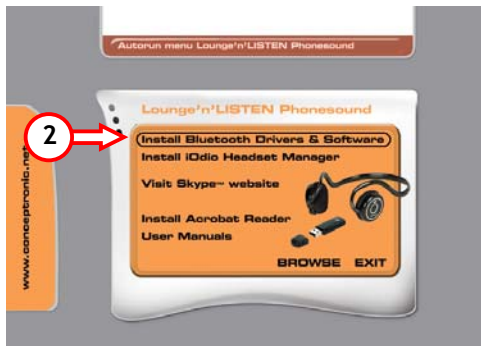 Autorun menu Lounge'n'LISTEN Phonesound
Lounge'n'LISTEN Phonesound
2
Install Bluetooth Drivers & Software
Install iOdio Headset Manager
Visit Skype~ website
Install Acrobat Reader
User Manuals
BROWSE EXIT
www.conceptronic.net